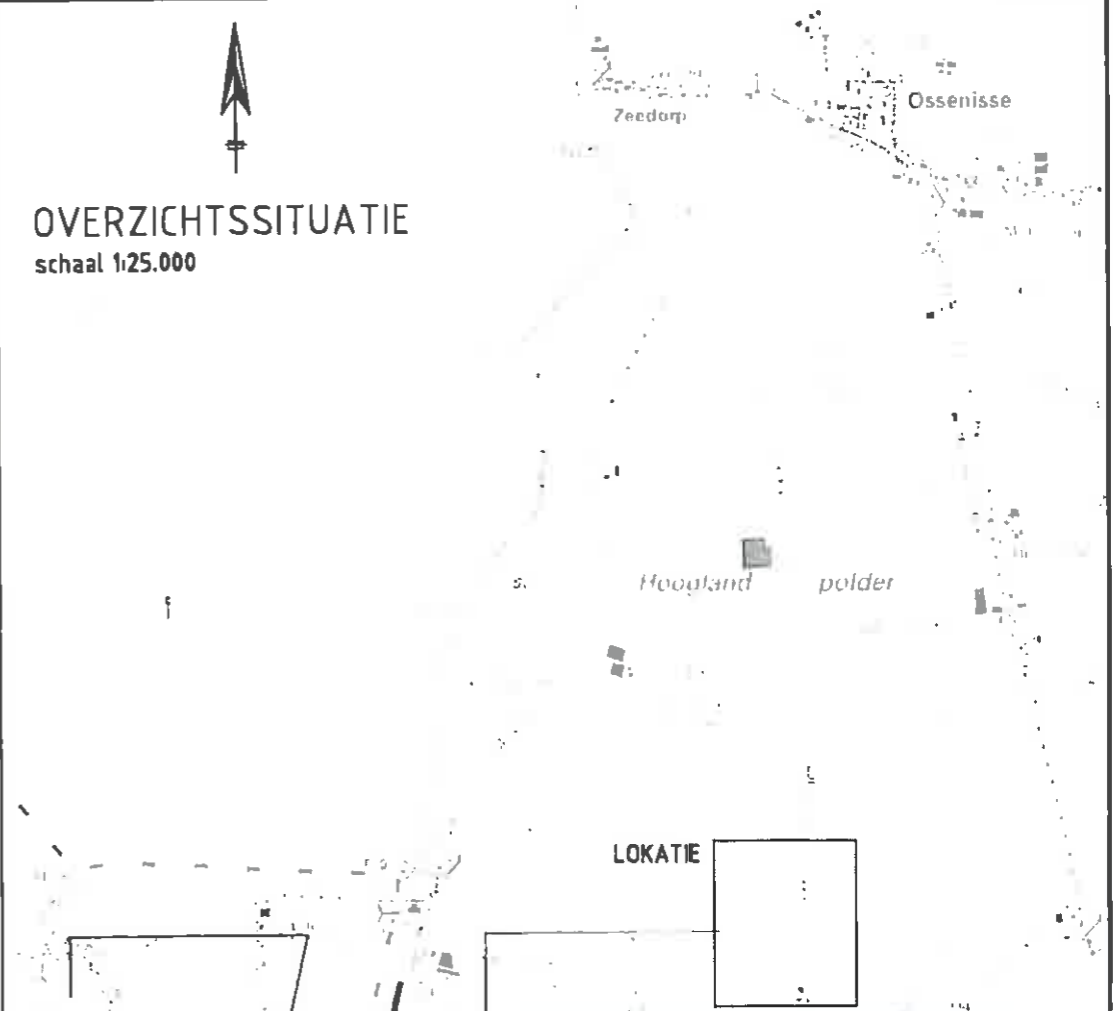 OVERZICHTSSITUATIE
schaal 1:25.000
Zeedorp
Ossenisse
Hoogland polder
LOKATIE